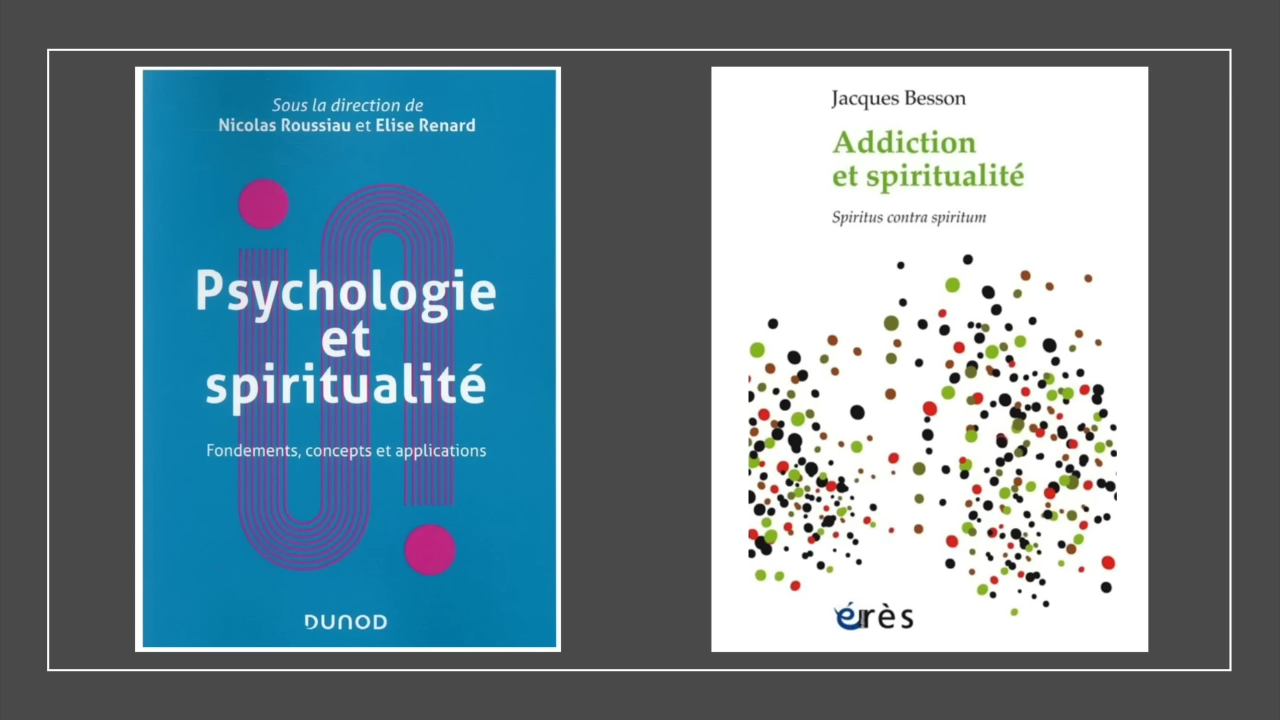 Sous la direction de
Nicolas Roussiau et Elise Renard
Psychologie
et
spiritualité
Fondements, concepts et applications
DUNOD
Jacques Besson
Addiction
et spiritualité
Spiritus contra spiritum
érès